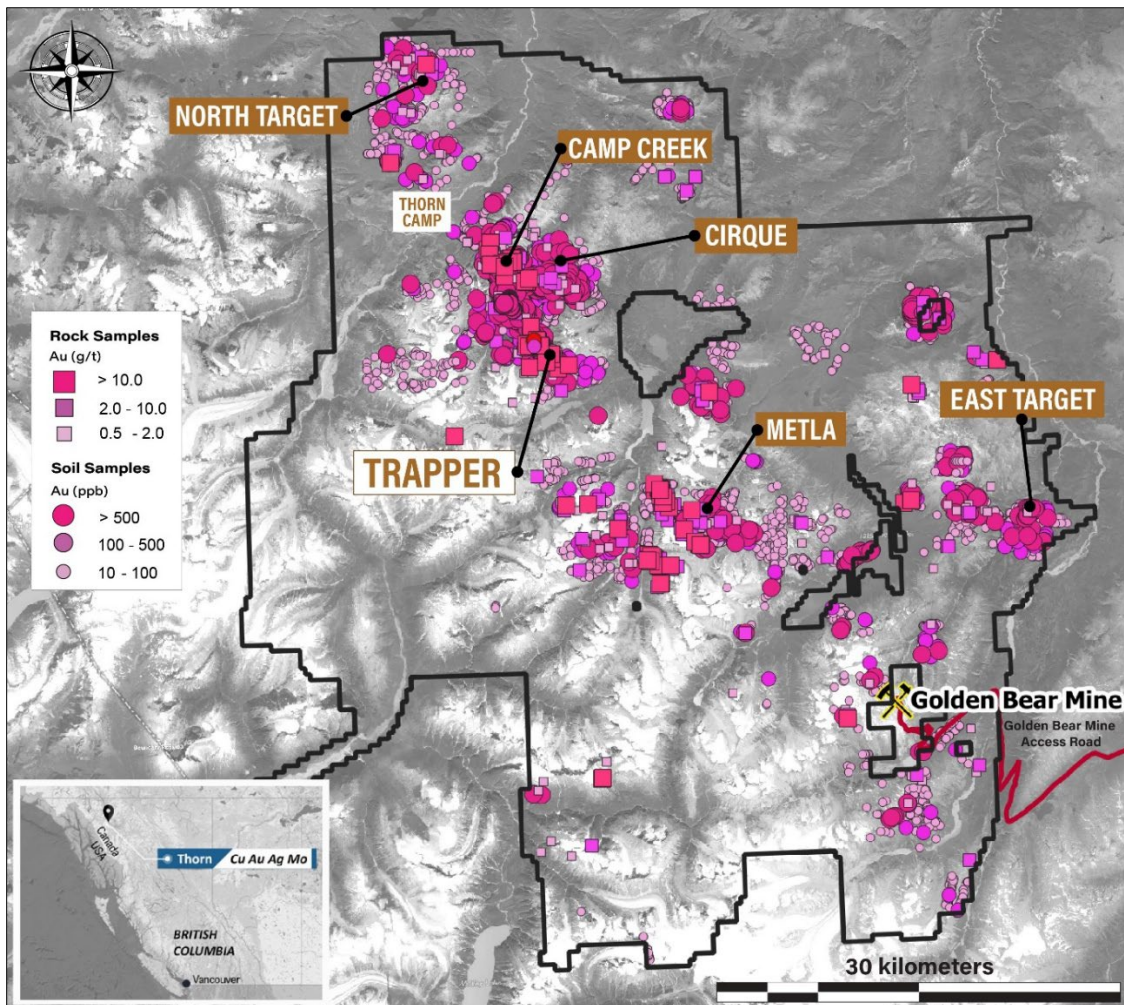 NORTH TARGET
CAMP CREEK
THORN
CAMP
CIRQUE
Rock Samples
Au (g/t)
> 10.0
2.0 - 10.0
0.5 - 2.0
Soil Samples
Au (ppb)
> 500
100 - 500
10 - 100
EAST TARGET
METLA
TRAPPER
Golden Bear Mine
Golden Bear Mine
Access Road
Canada
USA
Thorn Cu Au Ag Mo
BRITISH
COLUMBIA
Vancouver
30 kilometers